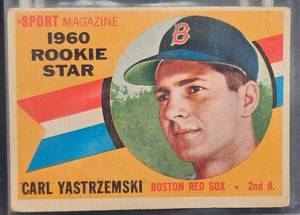 SPORT MAGAZINE
1960
ROOKIE
STAR
B
CARL YASTRZEMSKI
BOSTON RED SOX • 2nd B.